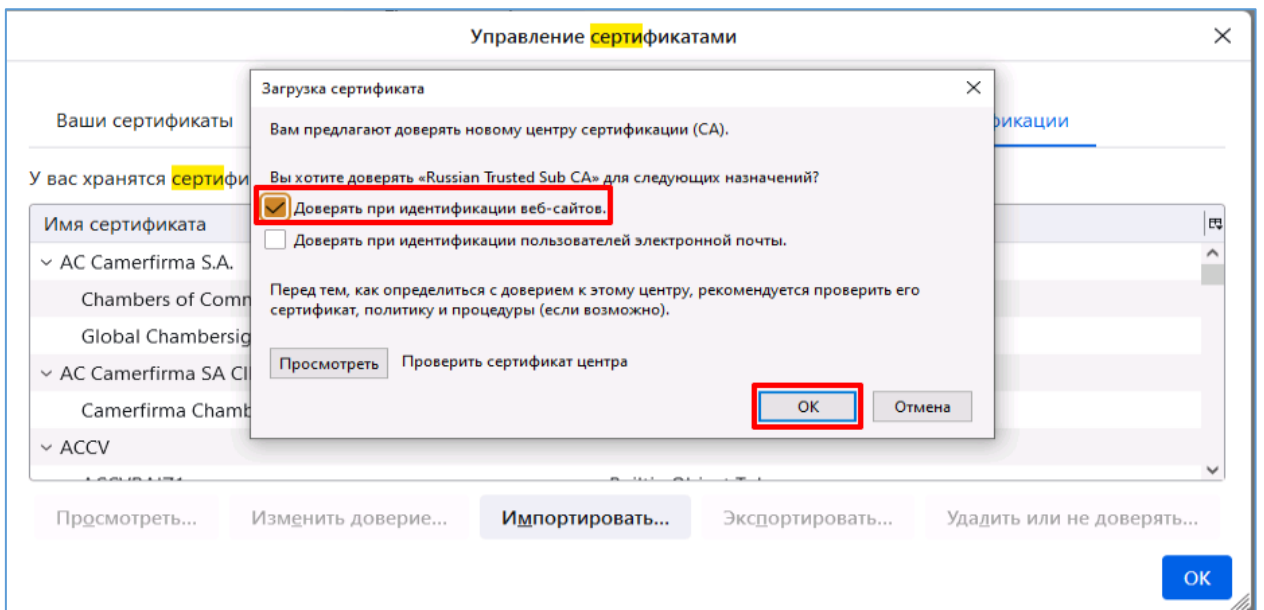 Управление сертификатами
Загрузка сертификата
Ваши сертификаты
фикации
Вам предлагают доверять новому центру сертификации (CA).
У вас хранятся сертифи
Вы хотите доверять «Russian Trusted Sub CA» для следующих назначений?
Доверять при идентификации веб-сайтов.
Имя сертификата
Доверять при идентификации пользователей электронной почты.
AC Camerfirma S.A.
Перед тем, как определиться с доверием к этому центру, рекомендуется проверить его
сертификат, политику и процедуры (если возможно).
Chambers of Comm
Global Chambersig
Просмотреть Проверить сертификат центра
AC Camerfirma SA CI
Camerfirma Chamb
ОК Отмена
ACCV
Просмотреть... Изменить доверие... Импортировать... Экспортировать... Удалить или не доверять...
ОК